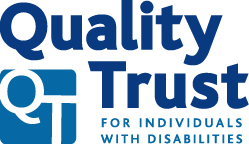 Quality
QT Trust
FOR INDIVIDUALS
WITH DISABILITIES